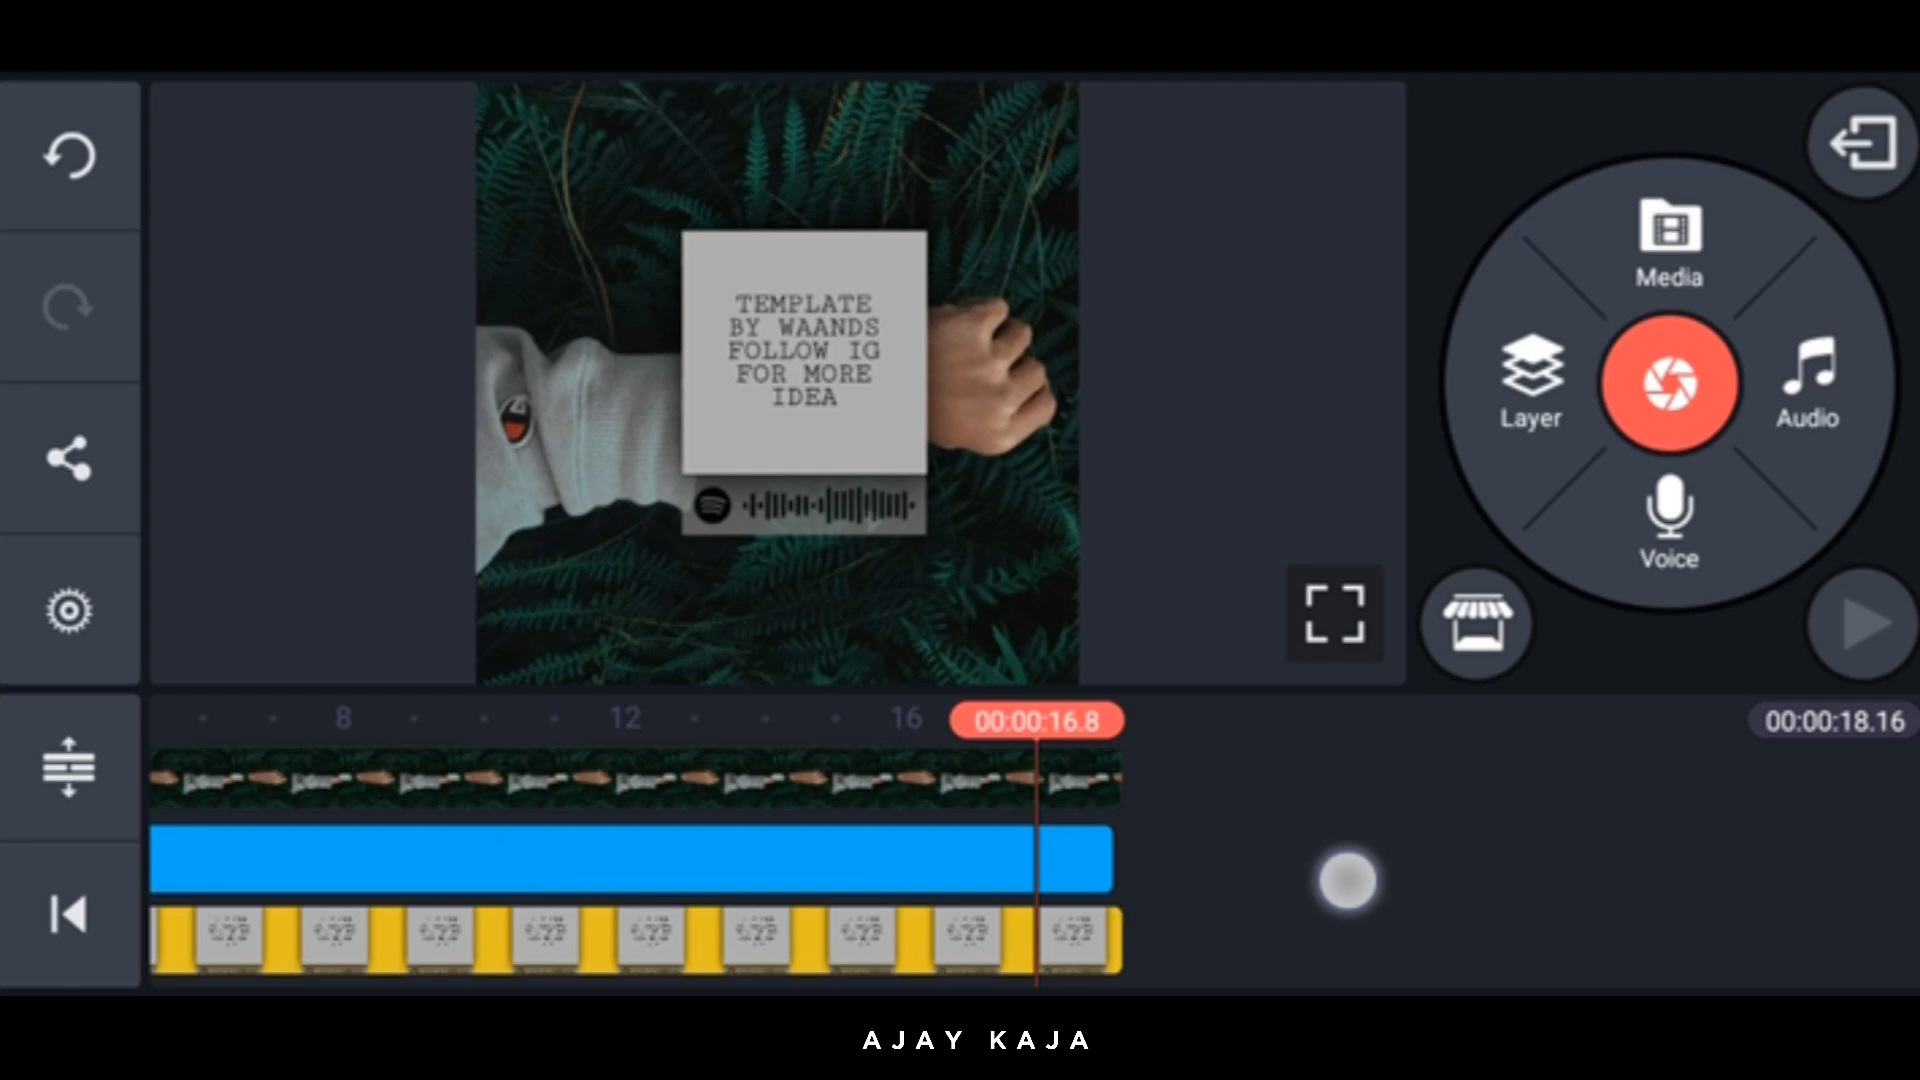 Media
Layer
Audio
Voice
TEMPLATE
BY WAANDS
FOLLOW IG
FOR MORE
IDEA
8
12
16
00:00:16.8
00:00:18.16
AJAY KAJA